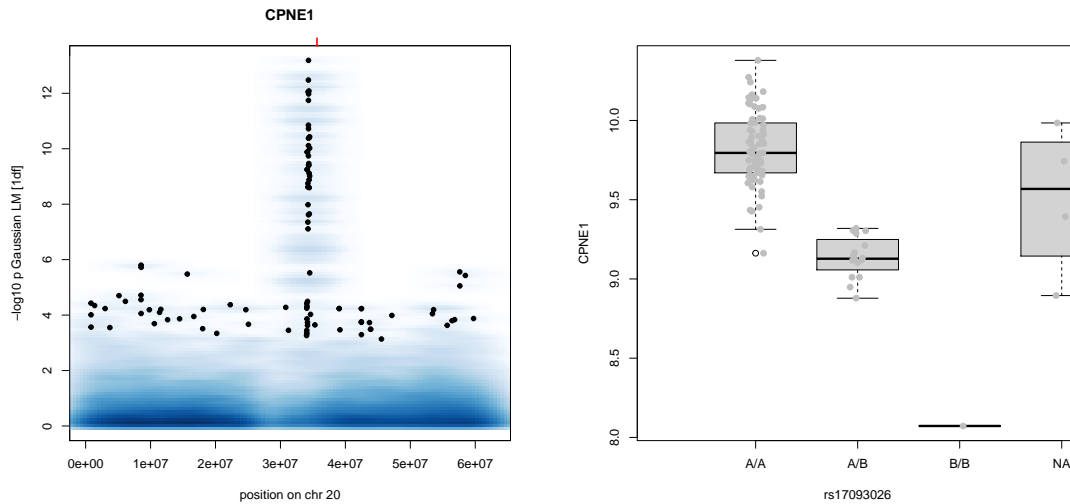 CPNE1
−log10 p Gaussian LM [1df]
12
10
8
6
4
2
0
0e+00 1e+07 2e+07 3e+07 4e+07 5e+07 6e+07
position on chr 20
CPNE1
10.0
9.5
9.0
8.5
8.0
A/A A/B B/B NA
rs17093026